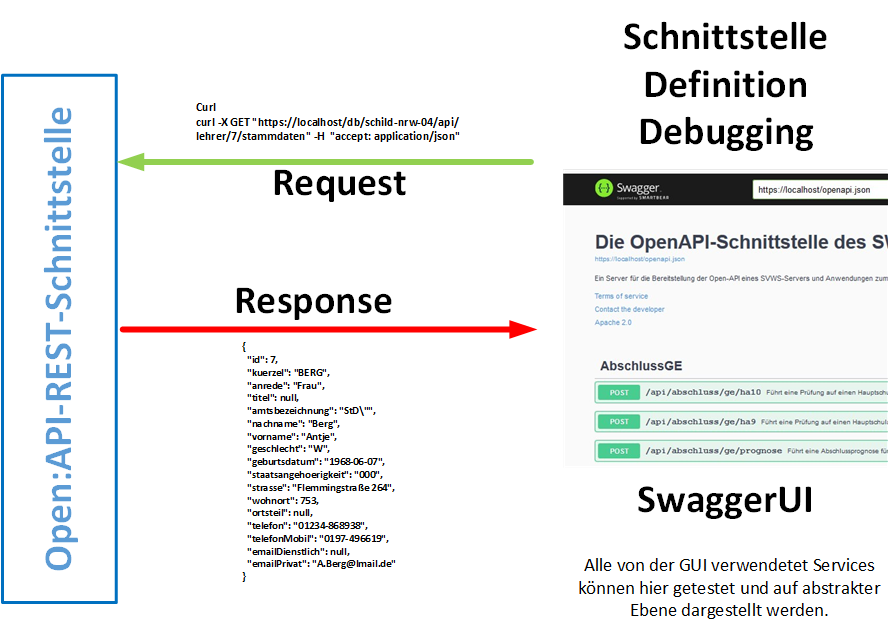 Open:API-REST-Schnittstelle
Curl
curl -X GET "https://localhost/db/schild-nrw-04/api/
lehrer/7/stammdaten" -H  "accept: application/json"
Request
Response
{
"id": 7,
"kuerzel": "BERG",
"anrede": "Frau",
"titel": null,
"amtsbezeichnung": "StD\"",
"nachname": "Berg",
"vorname": "Antje",
"geschlecht": "W",
"geburtsdatum": "1968-06-07",
"staatsangehoerigkeit": "000",
"strasse": "Flemmingstraße 264",
"wohnort": 753,
"ortsteil": null,
"telefon": "01234-868938",
"telefonMobil": "0197-496619",
"emailDienstlich": null,
"emailPrivat": "A.Berg@lmail.de"
}
Schnittstelle
Definition
Debugging
Swagger.
Supported by SMARTBEAR
https://localhost/openapi.json
Die OpenAPI-Schnittstelle des SV
https://localhost/openapi.json
Ein Server für die Bereitstellung der Open-API eines SVWS-Servers und Anwendungen zum
Terms of service
Contact the developer
Apache 2.0
AbschlussGE
POST /api/abschluss/ge/ha10 Führt eine Prüfung auf einen Hauptschu
POST /api/abschluss/ge/ha9 Führt eine Prüfung auf einen Hauptschula
POST /api/abschluss/ge/prognose Führt eine Abschlussprognose fü
SwaggerUI
Alle von der GUI verwendetet Services
können hier getestet und auf abstrakter
Ebene dargestellt werden.